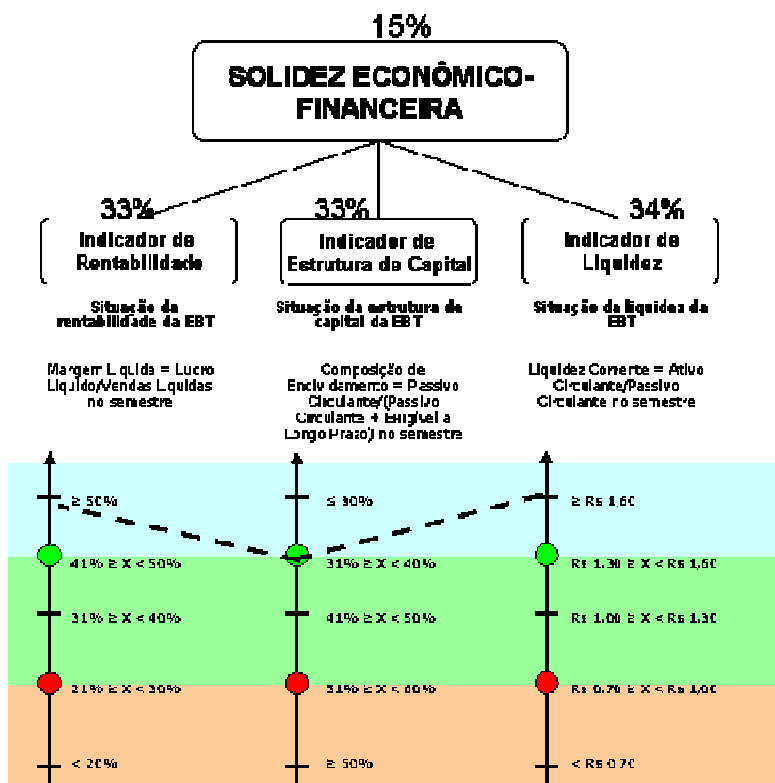 15%
SOLIDEZ ECONÔMICO-
FINANCEIRA
33%
Indicador de
Rentabilidade
Situação da
rentabilidade da EBT
Margem Líquida = Lucro
Líquido/Vendas Líquidas
no semestre
33%
Indicador de
Estrutura de Capital
Situação da estrutura de
capital da EBT
Composição de
Endividamento = Passivo
Circulante/(Passivo
Circulante + Exigível a
Longo Prazo) no semestre
34%
Indicador de
Liquidez
Situação da liquidez da
EBT
Liquidez Corrente = Ativo
Circulante/Passivo
Circulante no semestre
≥ 50%
41% ≥ X < 50%
31% ≥ X < 40%
21% ≥ X < 30%
< 20%
≤ 30%
31% ≥ X < 40%
41% ≥ X < 50%
≥ X <
≥ 50%
≥ R$ 1,60
R$ 1.30 ≥ X < R$ 1,60
R$ 1.00 ≥ X < R$ 1.30
R$ 0.70 ≥ X < R$ 1,00
< R$ 0.70